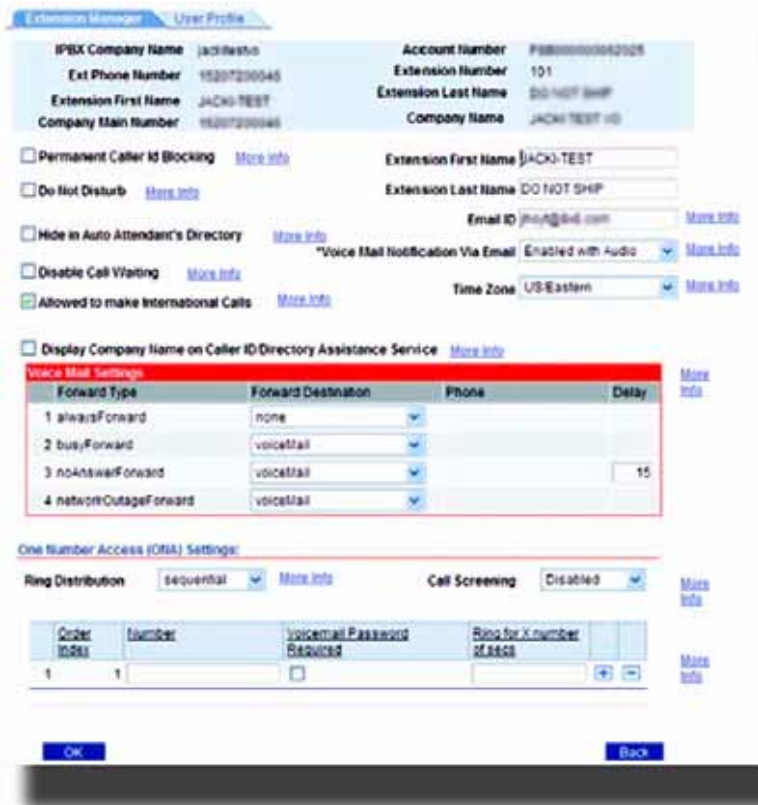 Extension Manager User Profile
IPBX Company Name Account Number
Ext Phone Number Extension Number 101
Extension First Name JACKI-TEST Extension Last Name DO NOT SHIP
Company Main Number Company Name JACKI TEST I/O
Permanent Caller Id Blocking More Info Extension First Name JACKI-TEST
Do Not Disturb More Info Extension Last Name DO NOT SHIP
Email ID More Info
Hide in Auto Attendant's Directory More Info
*Voice Mail Notification Via Email Enabled with Audio More Info
Disable Call Waiting More Info
Time Zone US/Eastern More Info
Allowed to make International Calls More Info
Display Company Name on Caller ID/Directory Assistance Service More Info
Voice Mail Settings More Info
Forward Type Forward Destination Phone Delay
1 alwaysForward none
2 busyForward voiceMail
3 noAnswerForward voiceMail 15
4 networkOutageForward voiceMail
One Number Access (ONA) Settings:
Ring Distribution sequential More Info Call Screening Disabled More Info
Order Index Number Voicemail Password Required Ring for X number of secs
1 1 + - More Info
OK Back